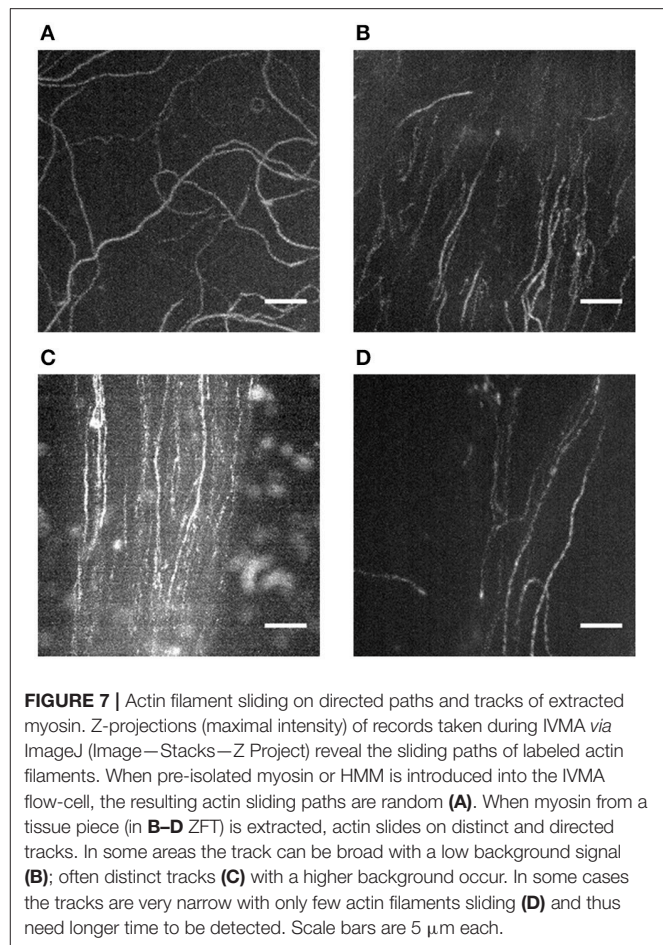 A
B
C
D
FIGURE 7 | Actin filament sliding on directed paths and tracks of extracted
myosin. Z-projections (maximal intensity) of records taken during IVMA via
ImageJ (Image—Stacks—Z Project) reveal the sliding paths of labeled actin
filaments. When pre-isolated myosin or HMM is introduced into the IVMA
flow-cell, the resulting actin sliding paths are random (A). When myosin from a
tissue piece (in B–D ZFT) is extracted, actin slides on distinct and directed
tracks. In some areas the track can be broad with a low background signal
(B); often distinct tracks (C) with a higher background occur. In some cases
the tracks are very narrow with only few actin filaments sliding (D) and thus
need longer time to be detected. Scale bars are 5 μm each.